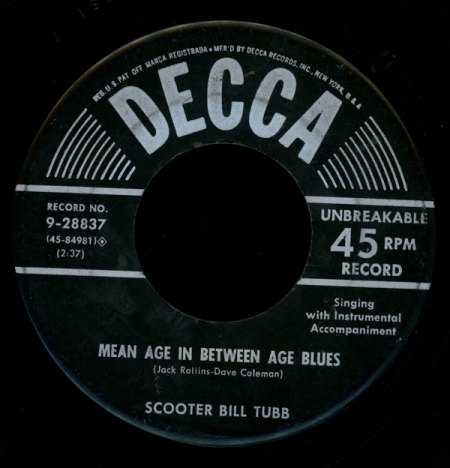 REG. U.S. PAT. OFF. MARCA REGISTRADA • MFR'D BY DECCA RECORDS, INC., NEW YORK, U.S.A.
DECCA
RECORD NO.
9-28837
(45-84981)
(2:37)
UNBREAKABLE
45 RPM
RECORD
Singing
with Instrumental
Accompaniment
MEAN AGE IN BETWEEN AGE BLUES
(Jack Rollins-Dave Coleman)
SCOOTER BILL TUBB